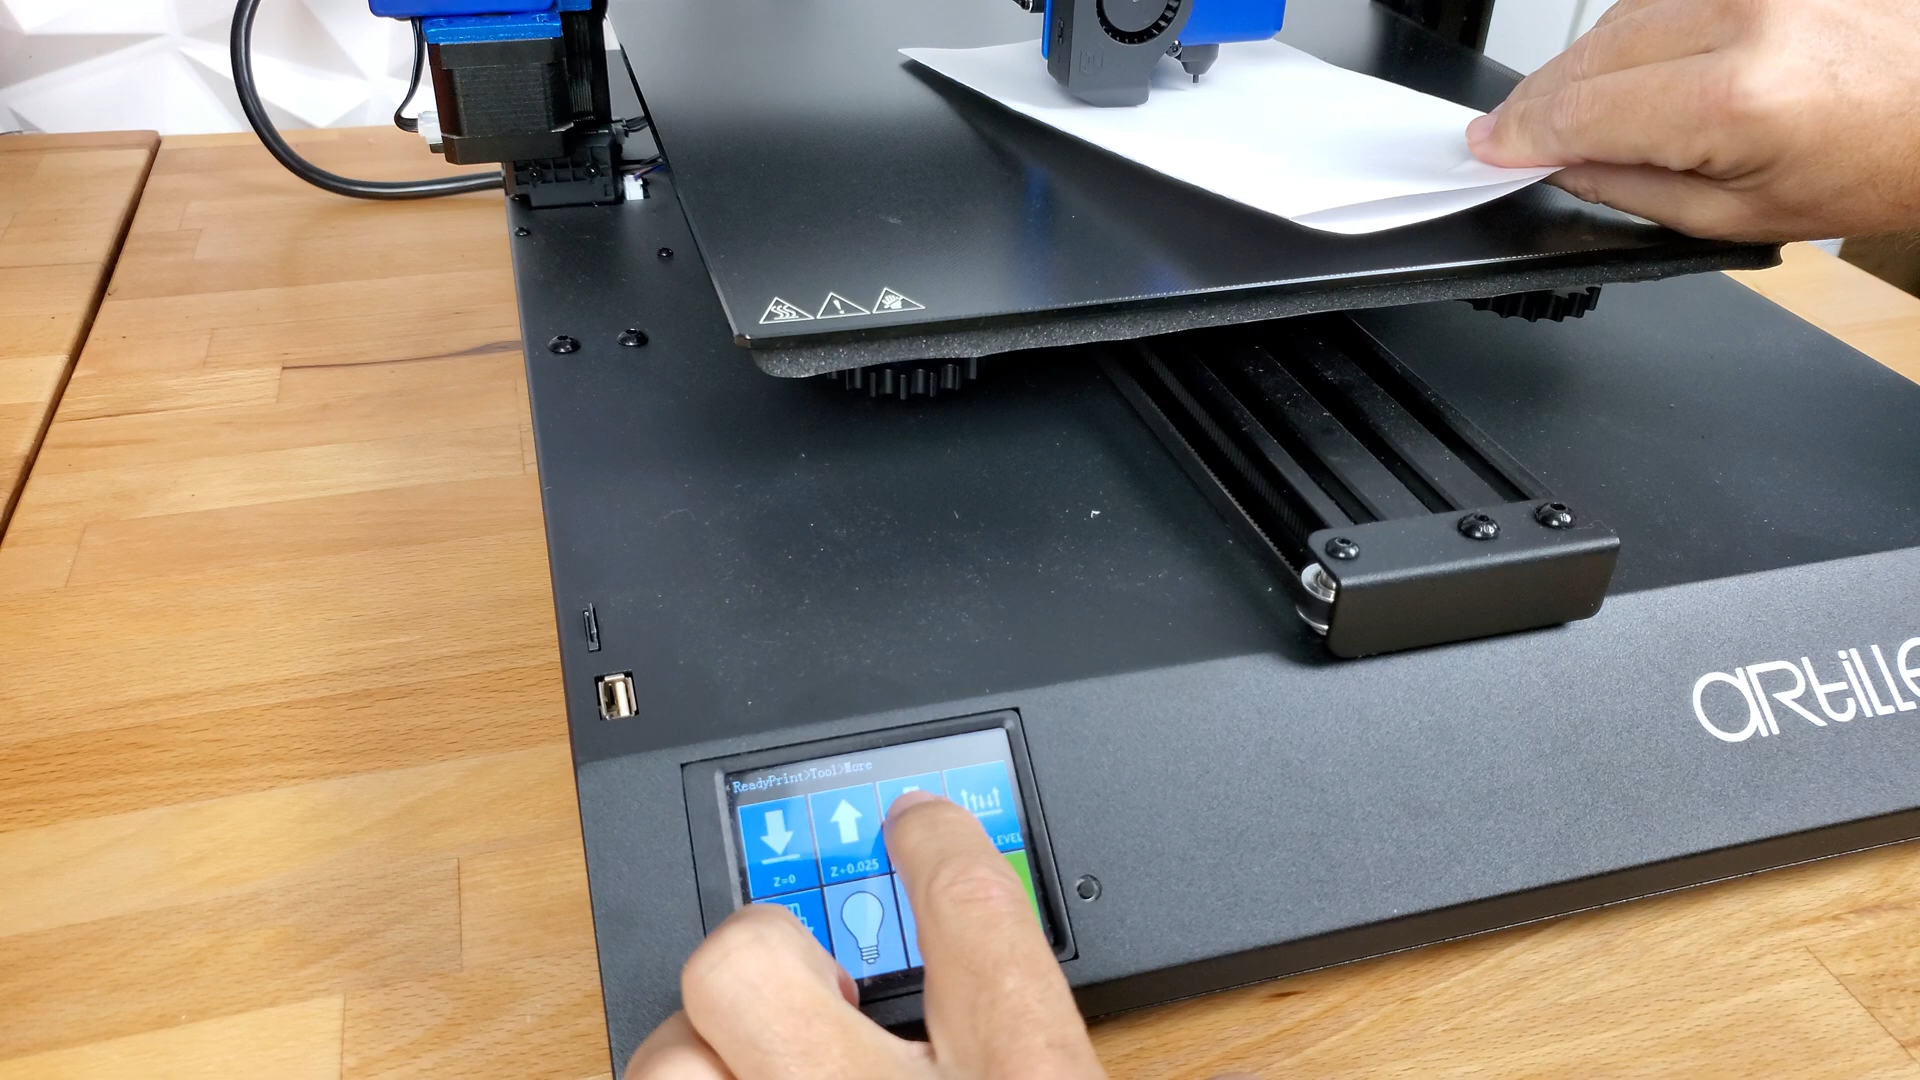 ARtille
ReadyPrint>Tool>More
Z=0
Z+0.025
LEVEL